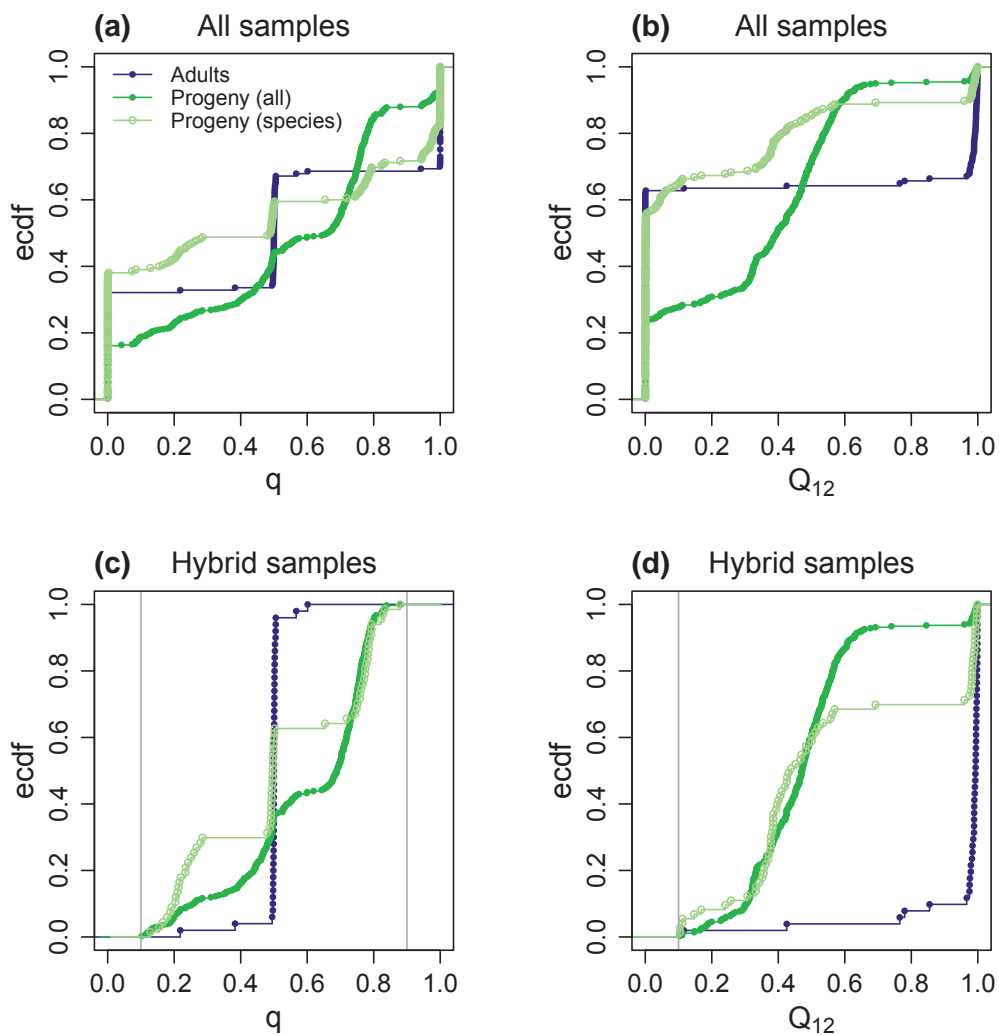 (a) All samples
Adults
Progeny (all)
Progeny (species)
ecdf
0.0 0.2 0.4 0.6 0.8 1.0
0.0 0.2 0.4 0.6 0.8 1.0
q
(b) All samples
ecdf
0.0 0.2 0.4 0.6 0.8 1.0
0.0 0.2 0.4 0.6 0.8 1.0
Q12
(c) Hybrid samples
ecdf
0.0 0.2 0.4 0.6 0.8 1.0
0.0 0.2 0.4 0.6 0.8 1.0
q
(d) Hybrid samples
ecdf
0.0 0.2 0.4 0.6 0.8 1.0
0.0 0.2 0.4 0.6 0.8 1.0
Q12